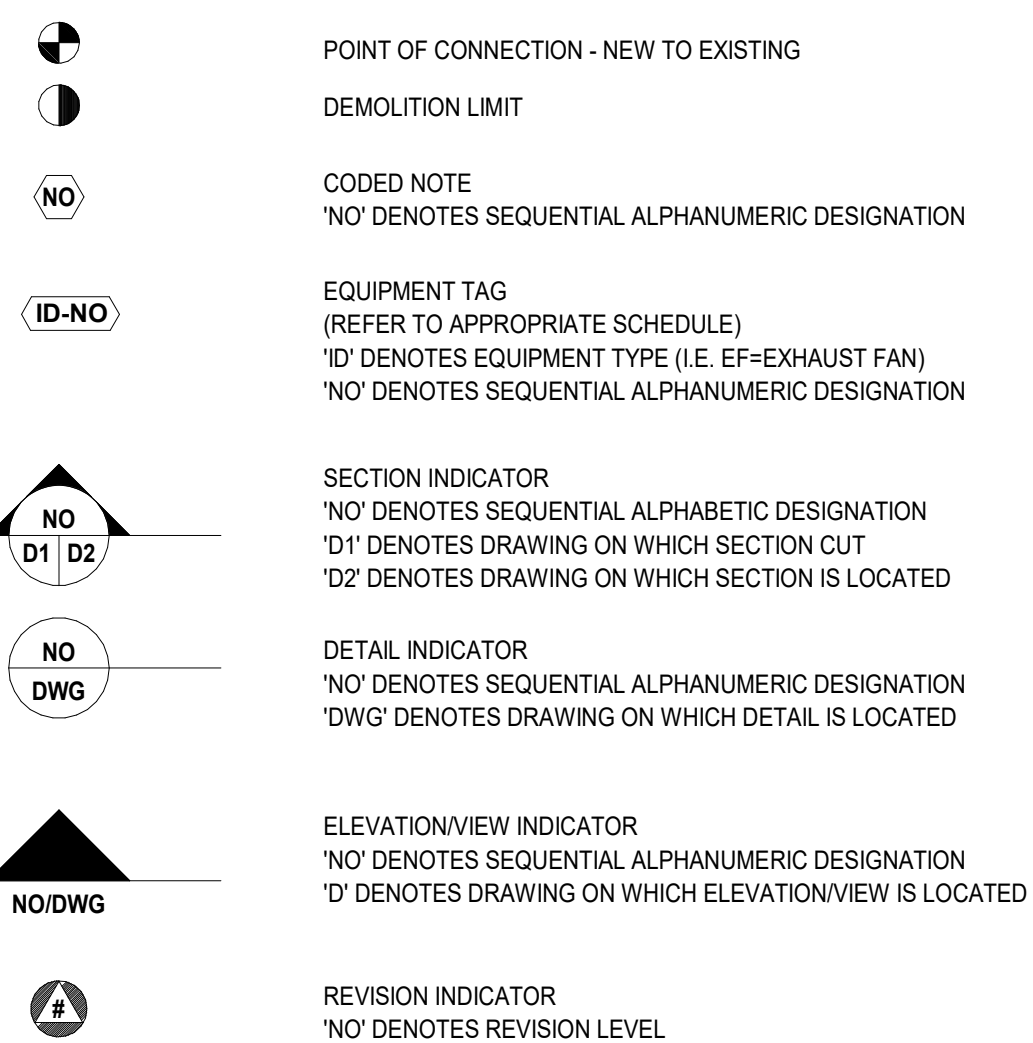 POINT OF CONNECTION - NEW TO EXISTING
DEMOLITION LIMIT
NO
CODED NOTE
'NO' DENOTES SEQUENTIAL ALPHANUMERIC DESIGNATION
ID-NO
EQUIPMENT TAG
(REFER TO APPROPRIATE SCHEDULE)
'ID' DENOTES EQUIPMENT TYPE (I.E. EF=EXHAUST FAN)
'NO' DENOTES SEQUENTIAL ALPHANUMERIC DESIGNATION
NO
D1 D2
SECTION INDICATOR
'NO' DENOTES SEQUENTIAL ALPHABETIC DESIGNATION
'D1' DENOTES DRAWING ON WHICH SECTION CUT
'D2' DENOTES DRAWING ON WHICH SECTION IS LOCATED
NO
DWG
DETAIL INDICATOR
'NO' DENOTES SEQUENTIAL ALPHANUMERIC DESIGNATION
'DWG' DENOTES DRAWING ON WHICH DETAIL IS LOCATED
NO/DWG
ELEVATION/VIEW INDICATOR
'NO' DENOTES SEQUENTIAL ALPHANUMERIC DESIGNATION
'D' DENOTES DRAWING ON WHICH ELEVATION/VIEW IS LOCATED
#
REVISION INDICATOR
'NO' DENOTES REVISION LEVEL